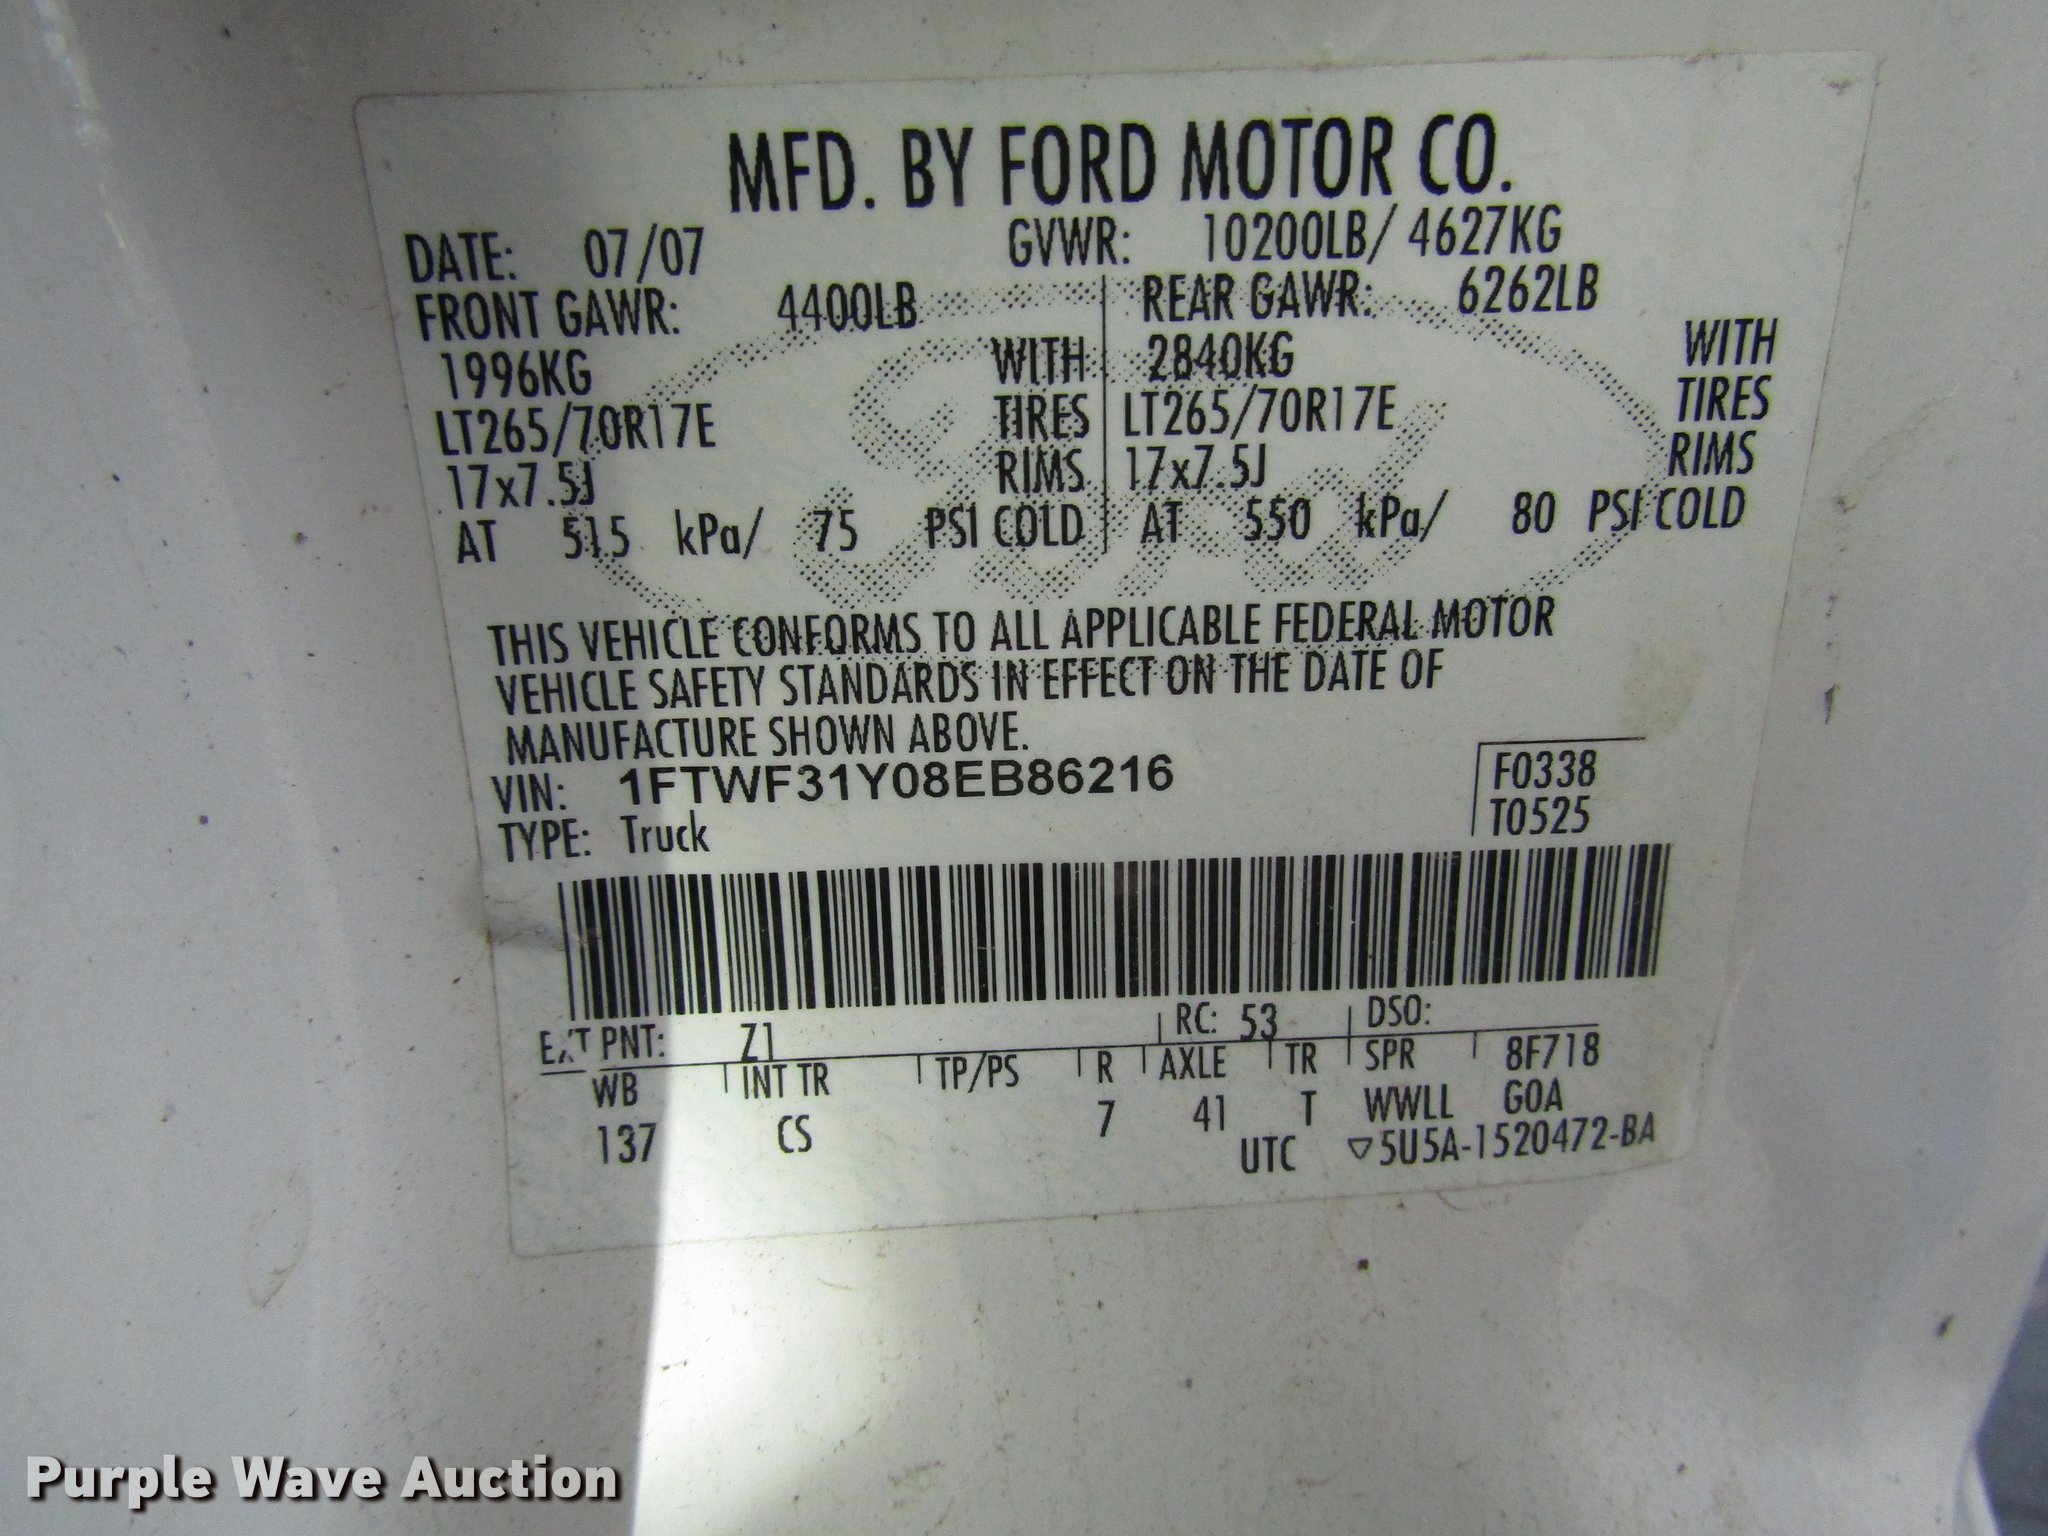 MFD. BY FORD MOTOR CO.
DATE: 07/07 GVWR: 10200LB/ 4627KG
FRONT GAWR: 4400LB REAR GAWR: 6262LB
1996KG WITH 2840KG WITH
LT265/70R17E TIRES LT265/70R17E TIRES
17x7.5J RIMS 17x7.5J RIMS
AT 515 kPa/ 75 PSI COLD AT 550 kPa/ 80 PSI COLD
THIS VEHICLE CONFORMS TO ALL APPLICABLE FEDERAL MOTOR
VEHICLE SAFETY STANDARDS IN EFFECT ON THE DATE OF
MANUFACTURE SHOWN ABOVE.
VIN: 1FTWF31Y08EB86216 F0338
TYPE: Truck T0525
EXT PNT: Z1 RC: 53 DSO:
WB INT TR TP/PS R AXLE TR SPR 8F718
137 CS 7 41 T WWLL GOA
UTC ▽5U5A-1520472-BA
Ford
Purple Wave Auction